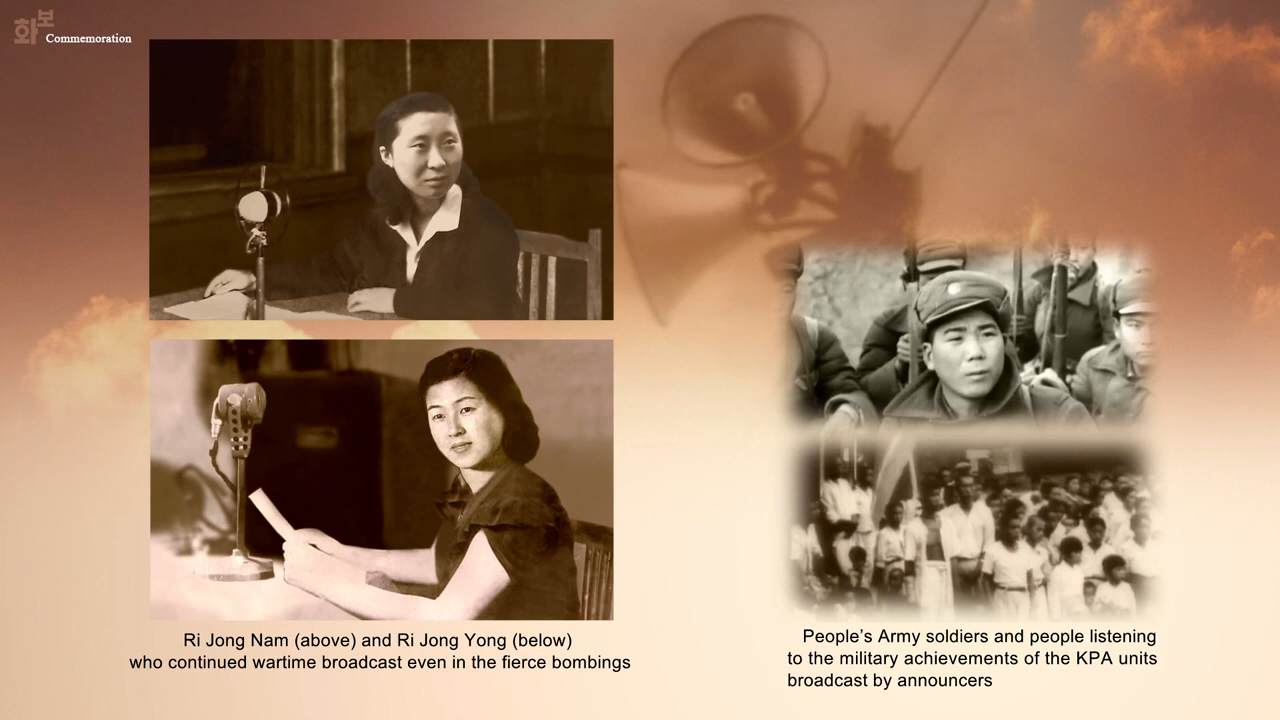 화보
Commemoration
Ri Jong Nam (above) and Ri Jong Yong (below)
who continued wartime broadcast even in the fierce bombings
People's Army soldiers and people listening
to the military achievements of the KPA units
broadcast by announcers